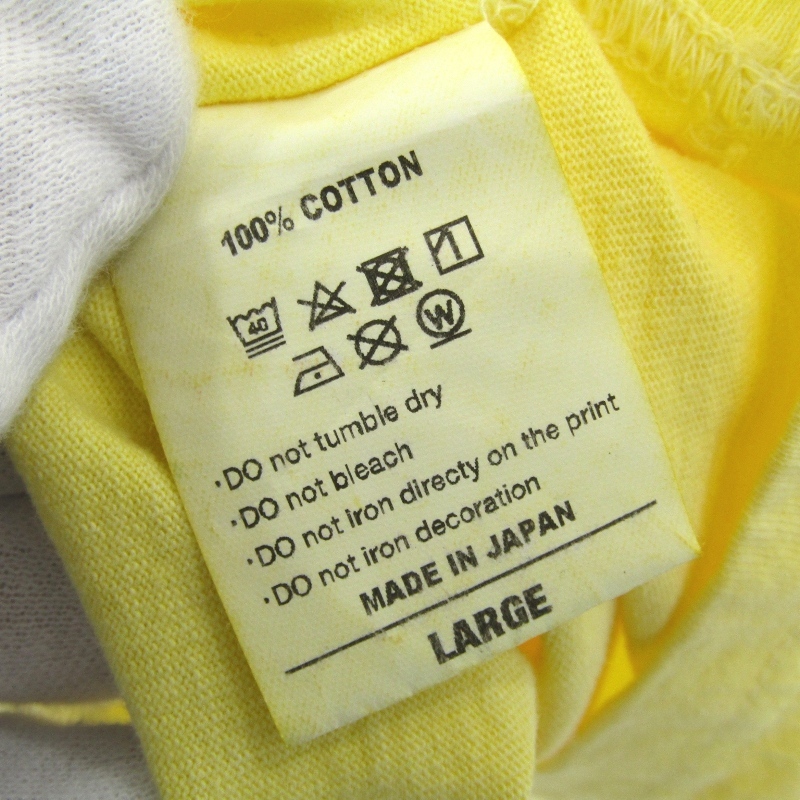 100% COTTON
40
W
·DO not tumble dry
·DO not bleach
·DO not iron directy on the print
·DO not iron decoration
MADE IN JAPAN
LARGE